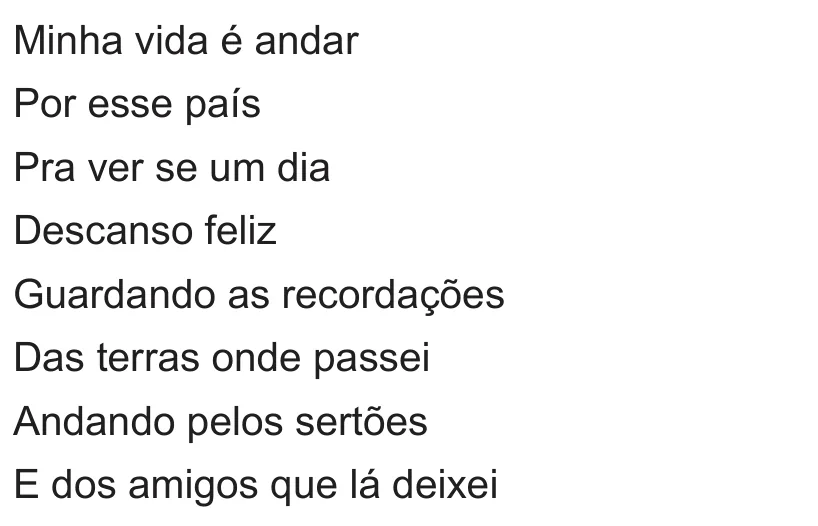 Minha vida é andar
Por esse país
Pra ver se um dia
Descanso feliz
Guardando as recordações
Das terras onde passei
Andando pelos sertões
E dos amigos que lá deixei